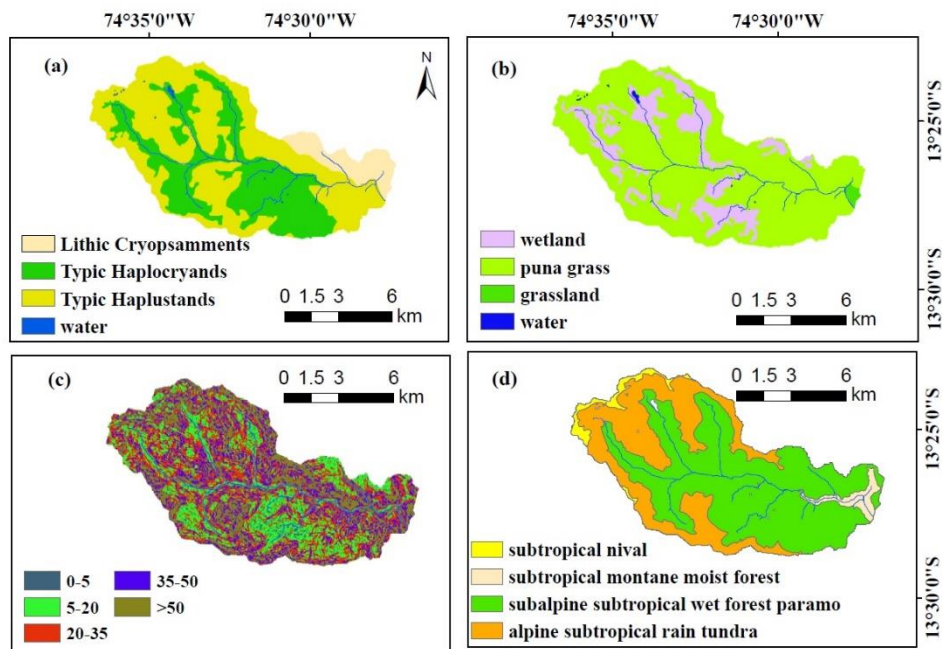 74°35'0"W 74°30'0"W
(a)
N
Lithic Cryopsamments
Typic Haplocryands
Typic Haplustands
water
0 1.5 3 6
km
(b)
wetland
puna grass
grassland
water
0 1.5 3 6
km
13°25'0"S
13°30'0"S
(c)
0 1.5 3 6
km
0-5
5-20
20-35
35-50
>50
(d)
0 1.5 3 6
km
subtropical nival
subtropical montane moist forest
subalpine subtropical wet forest paramo
alpine subtropical rain tundra
13°25'0"S
13°30'0"S
74°35'0"W 74°30'0"W